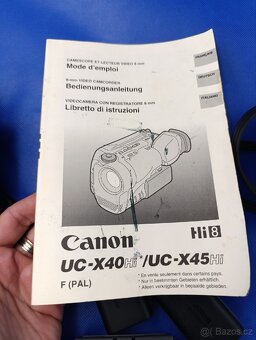 CAMESCOPE ET LECTEUR VIDEO 8 mm
Mode d'emploi
FRANÇAIS
8-mm VIDEO CAMCORDER
Bedienungsanleitung
DEUTSCH
VIDEOCAMERA CON REGISTRATORE 8 mm
Libretto di istruzioni
ITALIANO
Canon
Hi8
UC-X40Hi*/UC-X45Hi
F (PAL)
* En vente seulement dans certains pays.
* Nur in bestimmten Gebieten erhältlich.
* Alleen verkrijgbaar in bepaalde gebieden.
sbazar.cz